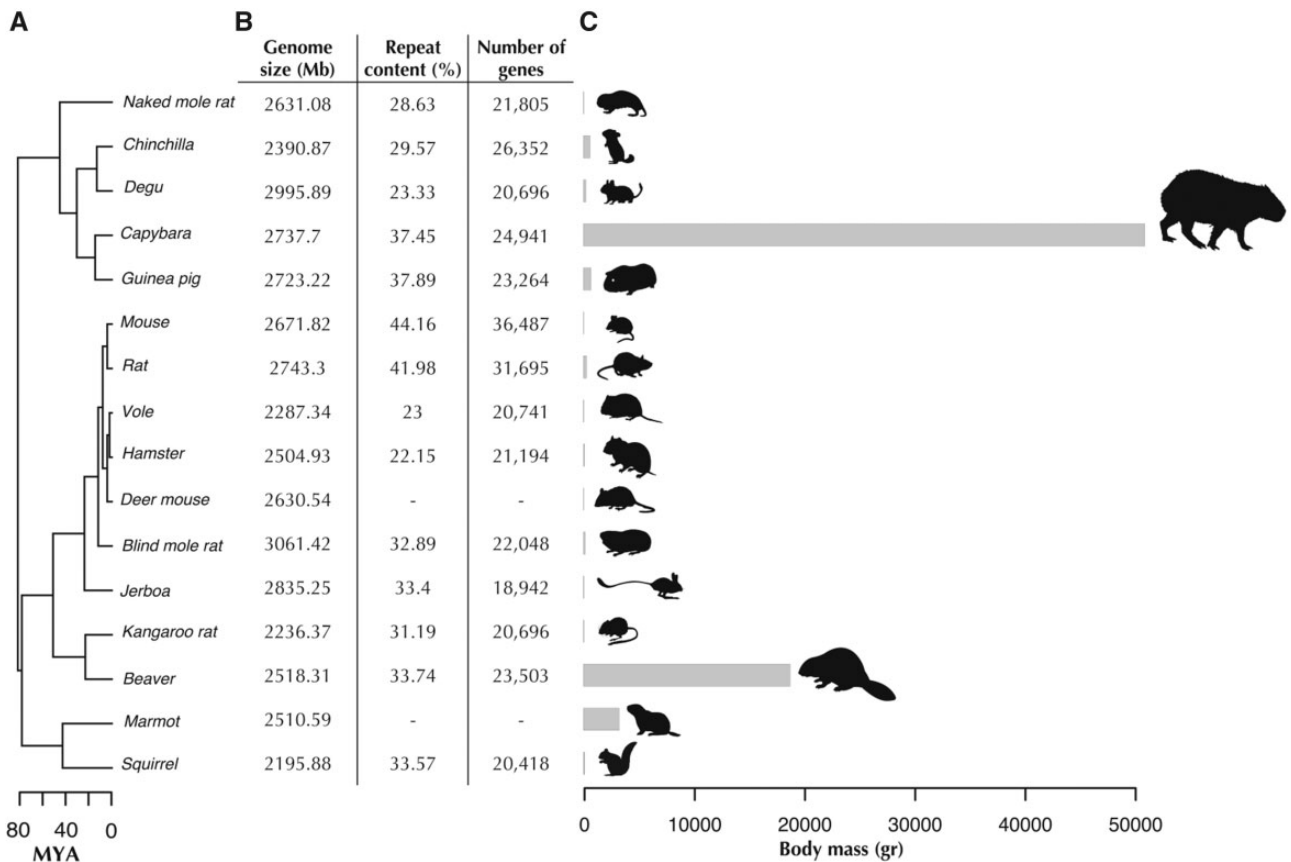 A B C
Genome size (Mb) Repeat content (%) Number of genes
Naked mole rat 2631.08 28.63 21,805
Chinchilla 2390.87 29.57 26,352
Degu 2995.89 23.33 20,696
Capybara 2737.7 37.45 24,941
Guinea pig 2723.22 37.89 23,264
Mouse 2671.82 44.16 36,487
Rat 2743.3 41.98 31,695
Vole 2287.34 23 20,741
Hamster 2504.93 22.15 21,194
Deer mouse 2630.54 - -
Blind mole rat 3061.42 32.89 22,048
Jerboa 2835.25 33.4 18,942
Kangaroo rat 2236.37 31.19 20,696
Beaver 2518.31 33.74 23,503
Marmot 2510.59 - -
Squirrel 2195.88 33.57 20,418
80 40 0 0 10000 20000 30000 40000 50000
MYA Body mass (gr)